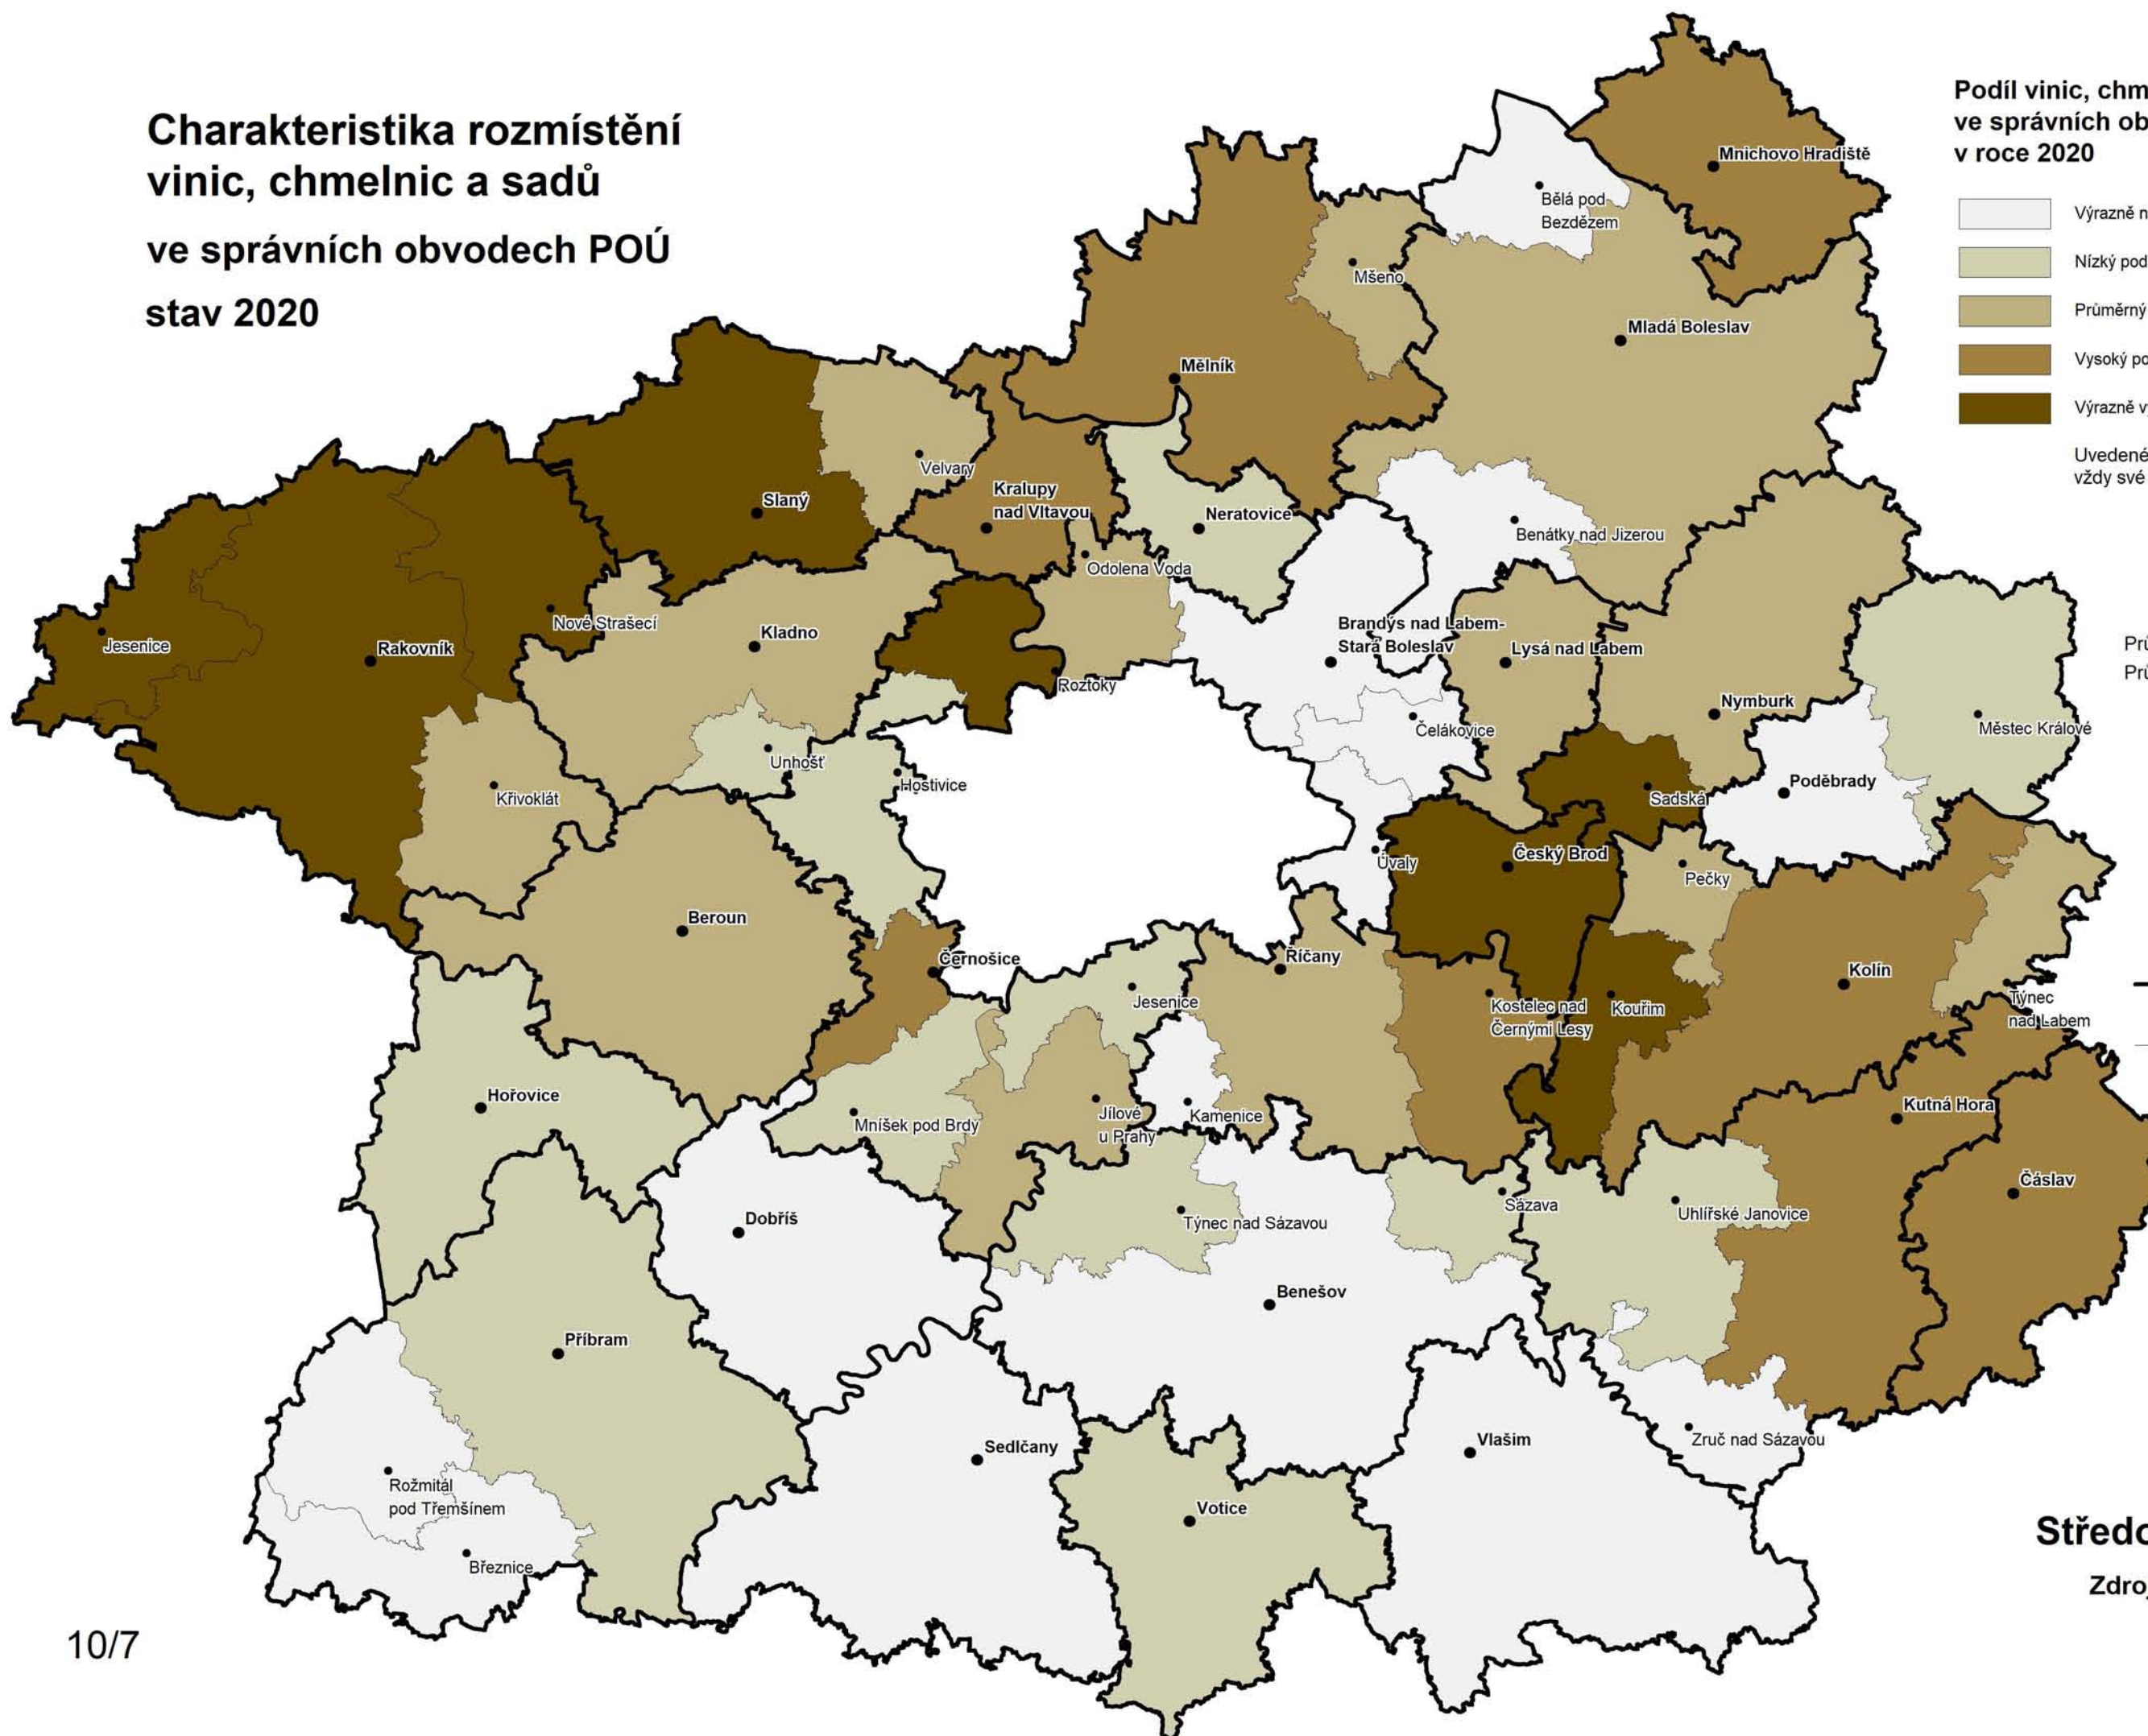 Charakteristika rozmístění
vinic, chmelnic a sadů
ve správních obvodech POÚ
stav 2020
Podíl vinic, chm
ve správních ob
v roce 2020
Výrazně n
Nízký pod
Průměrný
Vysoký po
Výrazně v
Uvedené
vždy své
Prů
Prů
Mnichovo Hradiště
Bělá pod
Bezdězem
Mšeno
Mladá Boleslav
Mělník
Velvary
Slaný
Kralupy
nad Vltavou
Neratovice
Benátky nad Jizerou
Odolena Voda
Jesenice
Rakovník
Nové Strašecí
Kladno
Brandýs nad Labem-
Stará Boleslav
Lysá nad Labem
Roztoky
Nymburk
Čelákovice
Městec Králové
Unhošť
Hostivice
Křivoklát
Sadská
Poděbrady
Úvaly
Český Brod
Pečky
Beroun
Černošice
Říčany
Kolín
Jesenice
Kostelec nad
Černými Lesy
Kouřim
Týnec
nad Labem
Hořovice
Mníšek pod Brdy
Jílové
u Prahy
Kamenice
Kutná Hora
Čáslav
Sázava
Uhlířské Janovice
Dobříš
Týnec nad Sázavou
Benešov
Příbram
Sedlčany
Vlašim
Zruč nad Sázavou
Rožmitál
pod Třemšínem
Votice
Březnice
Středo
Zdroj
10/7